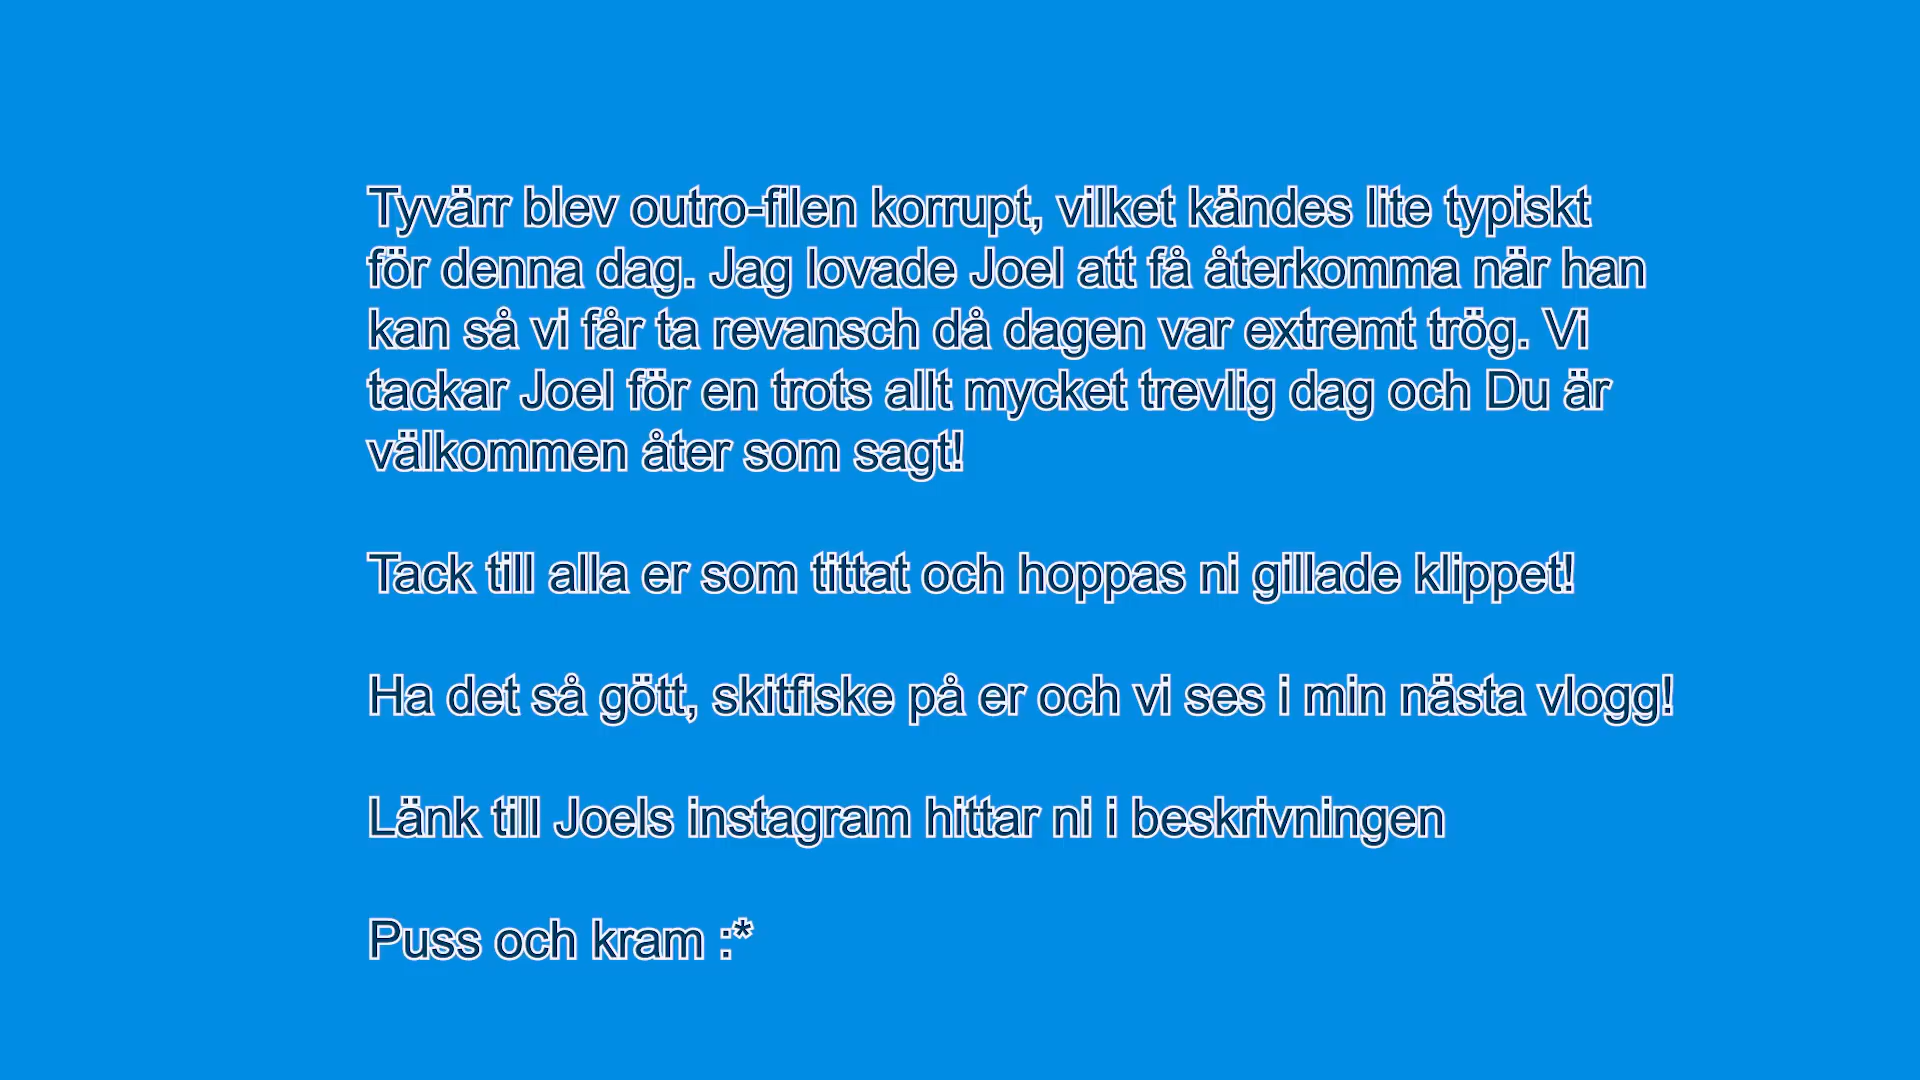 Tyvärr blev outro-filen korrupt, vilket kändes lite typiskt
för denna dag. Jag lovade Joel att få återkomma när han
kan så vi får ta revansch då dagen var extremt trög. Vi
tackar Joel för en trots allt mycket trevlig dag och Du är
välkommen åter som sagt!
Tack till alla er som tittat och hoppas ni gillade klippet!
Ha det så gött, skitfiske på er och vi ses i min nästa vlogg!
Länk till Joels instagram hittar ni i beskrivningen
Puss och kram :*